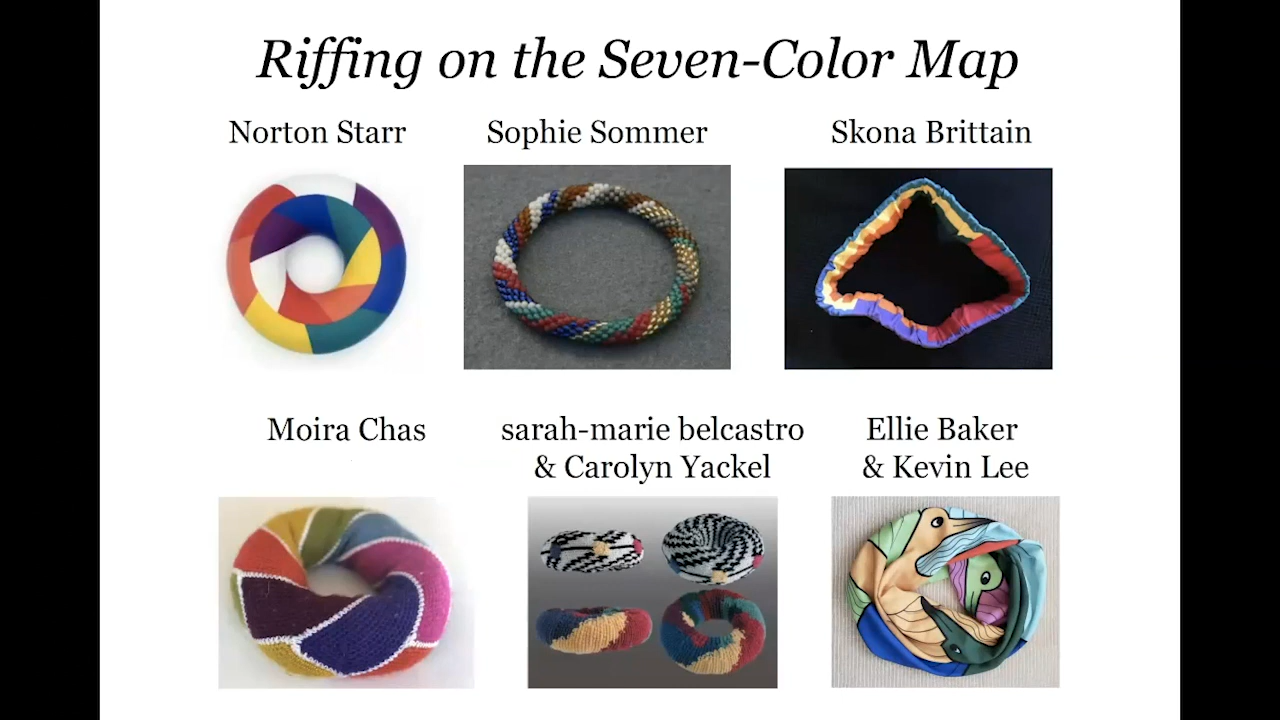 Riffing on the Seven-Color Map
Norton Starr
Sophie Sommer
Skona Brittain
Moira Chas
sarah-marie belcastro
& Carolyn Yackel
Ellie Baker
& Kevin Lee